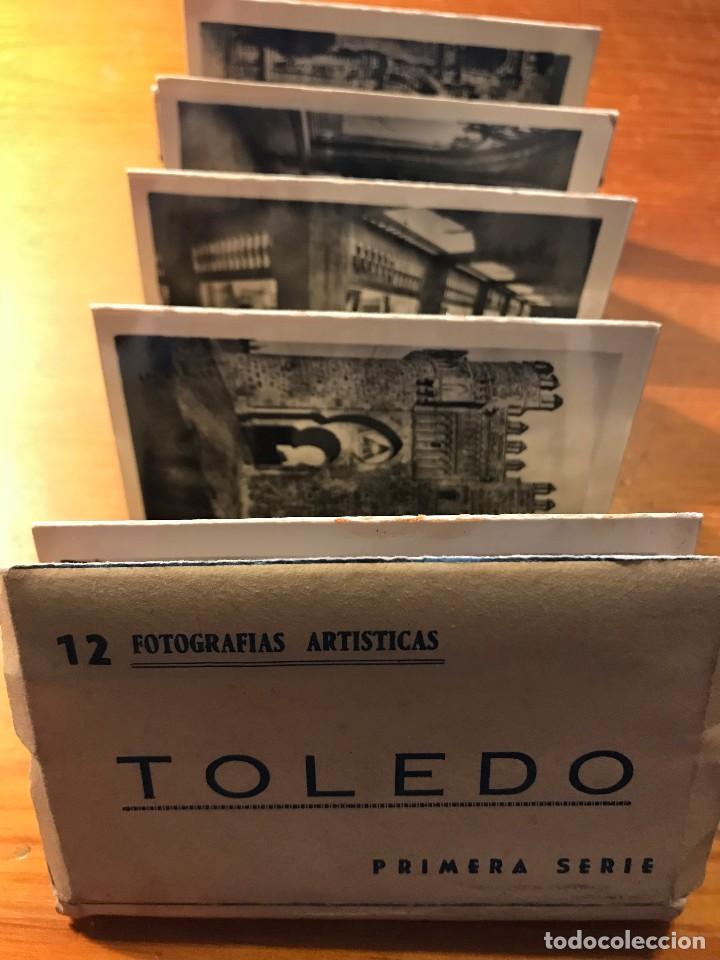 12 FOTOGRAFIAS ARTISTICAS
TOLEDO
PRIMERA SERIE
todocoleccion